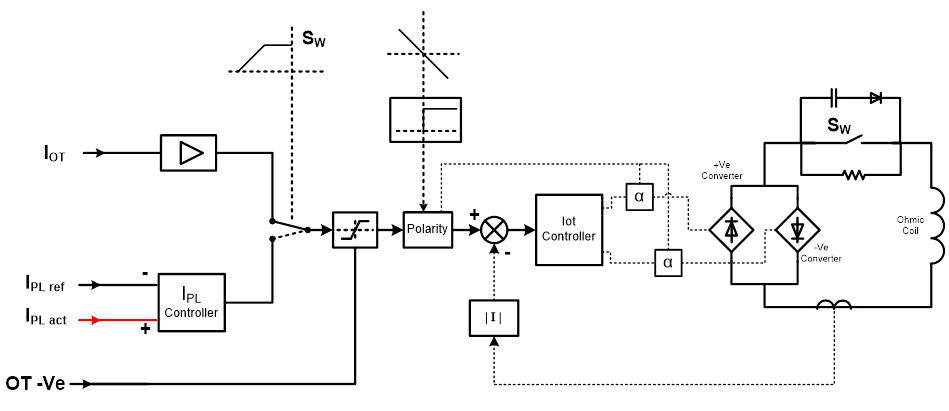 S_W
I_OT
I_PL ref
-
I_PL act
+
I_PL
Controller
OT -Ve
Polarity
+
-
Iot
Controller
|I|
α
α
+Ve
Converter
-Ve
Converter
S_W
Ohmic
Coil